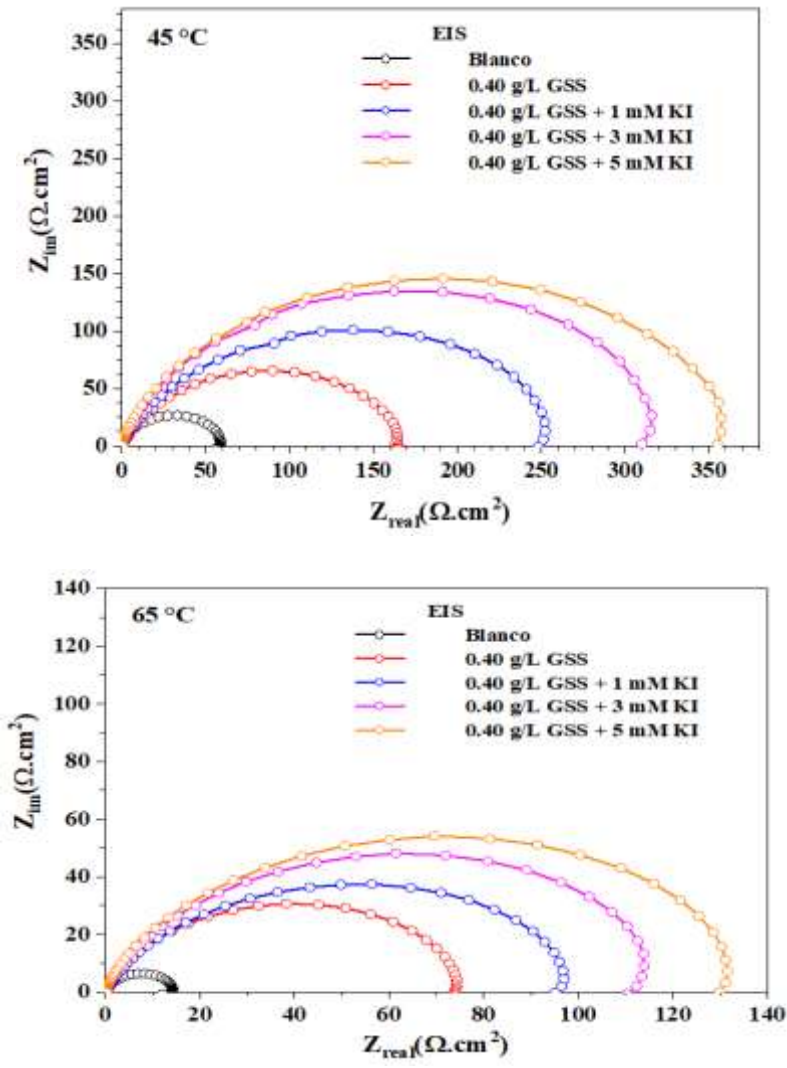 45 °C
EIS
Blanco
0.40 g/L GSS
0.40 g/L GSS + 1 mM KI
0.40 g/L GSS + 3 mM KI
0.40 g/L GSS + 5 mM KI
350
300
250
200
150
100
50
0
Zim(Ω.cm²)
0 50 100 150 200 250 300 350
Zreal(Ω.cm²)
65 °C
EIS
Blanco
0.40 g/L GSS
0.40 g/L GSS + 1 mM KI
0.40 g/L GSS + 3 mM KI
0.40 g/L GSS + 5 mM KI
140
120
100
80
60
40
20
0
Zim(Ω.cm²)
0 20 40 60 80 100 120 140
Zreal(Ω.cm²)